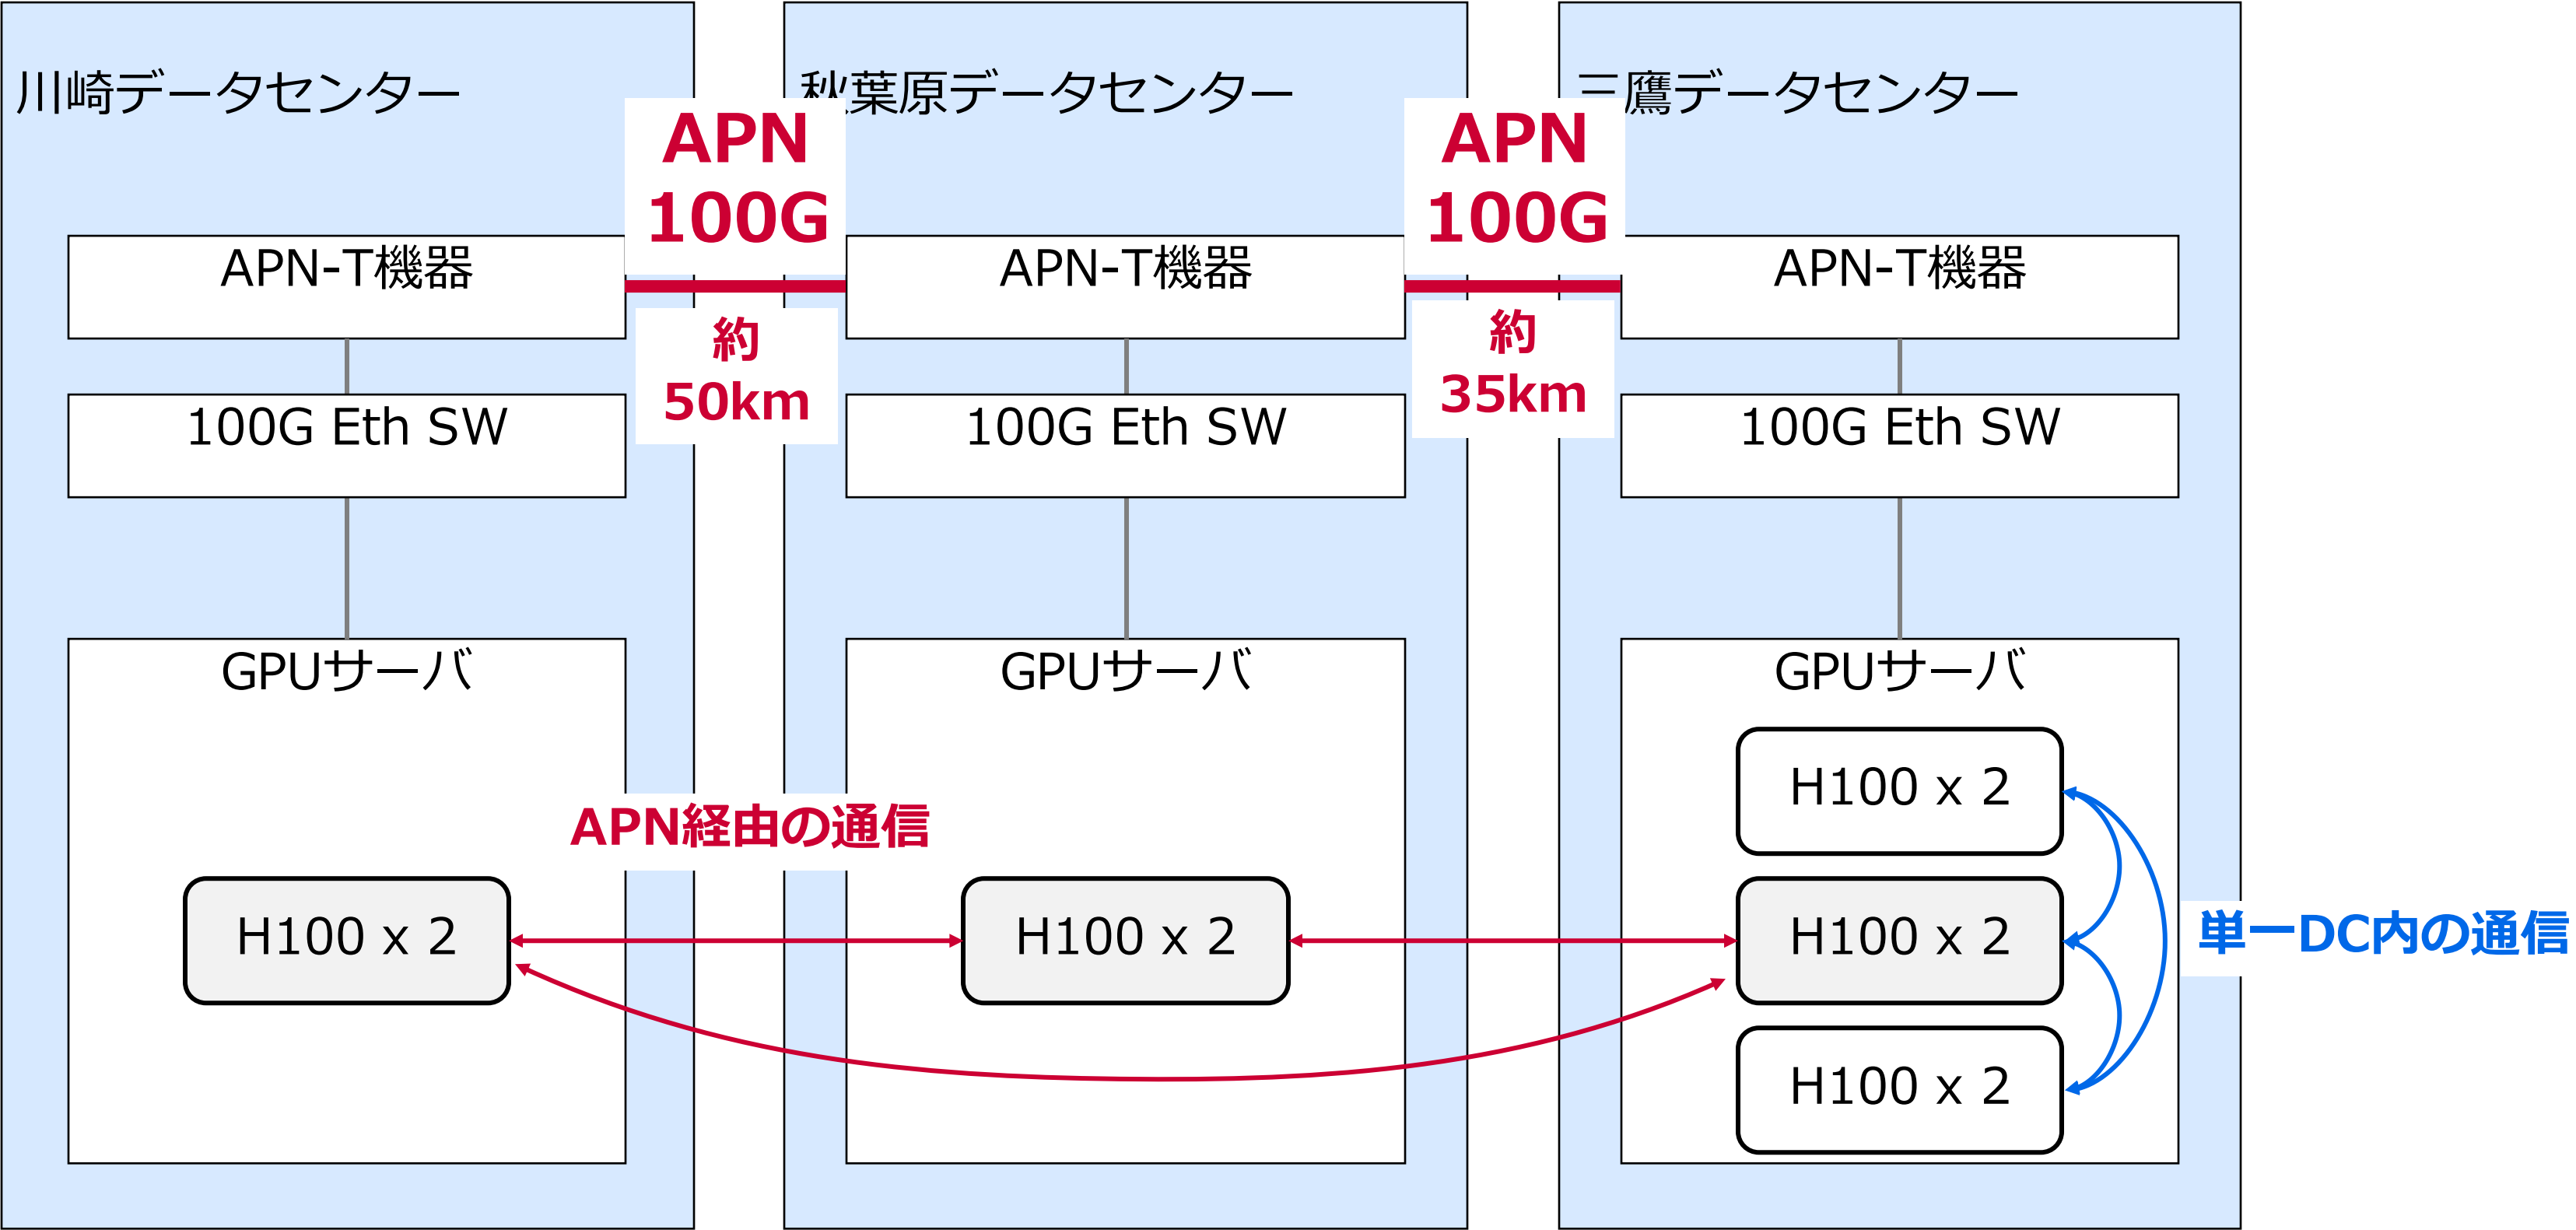 川崎データセンター
秋葉原データセンター
三鷹データセンター
APN
100G
APN
100G
APN-T機器
APN-T機器
APN-T機器
約
50km
約
35km
100G Eth SW
100G Eth SW
100G Eth SW
GPUサーバ
GPUサーバ
GPUサーバ
H100 x 2
APN経由の通信
H100 x 2
H100 x 2
H100 x 2
単一DC内の通信
H100 x 2